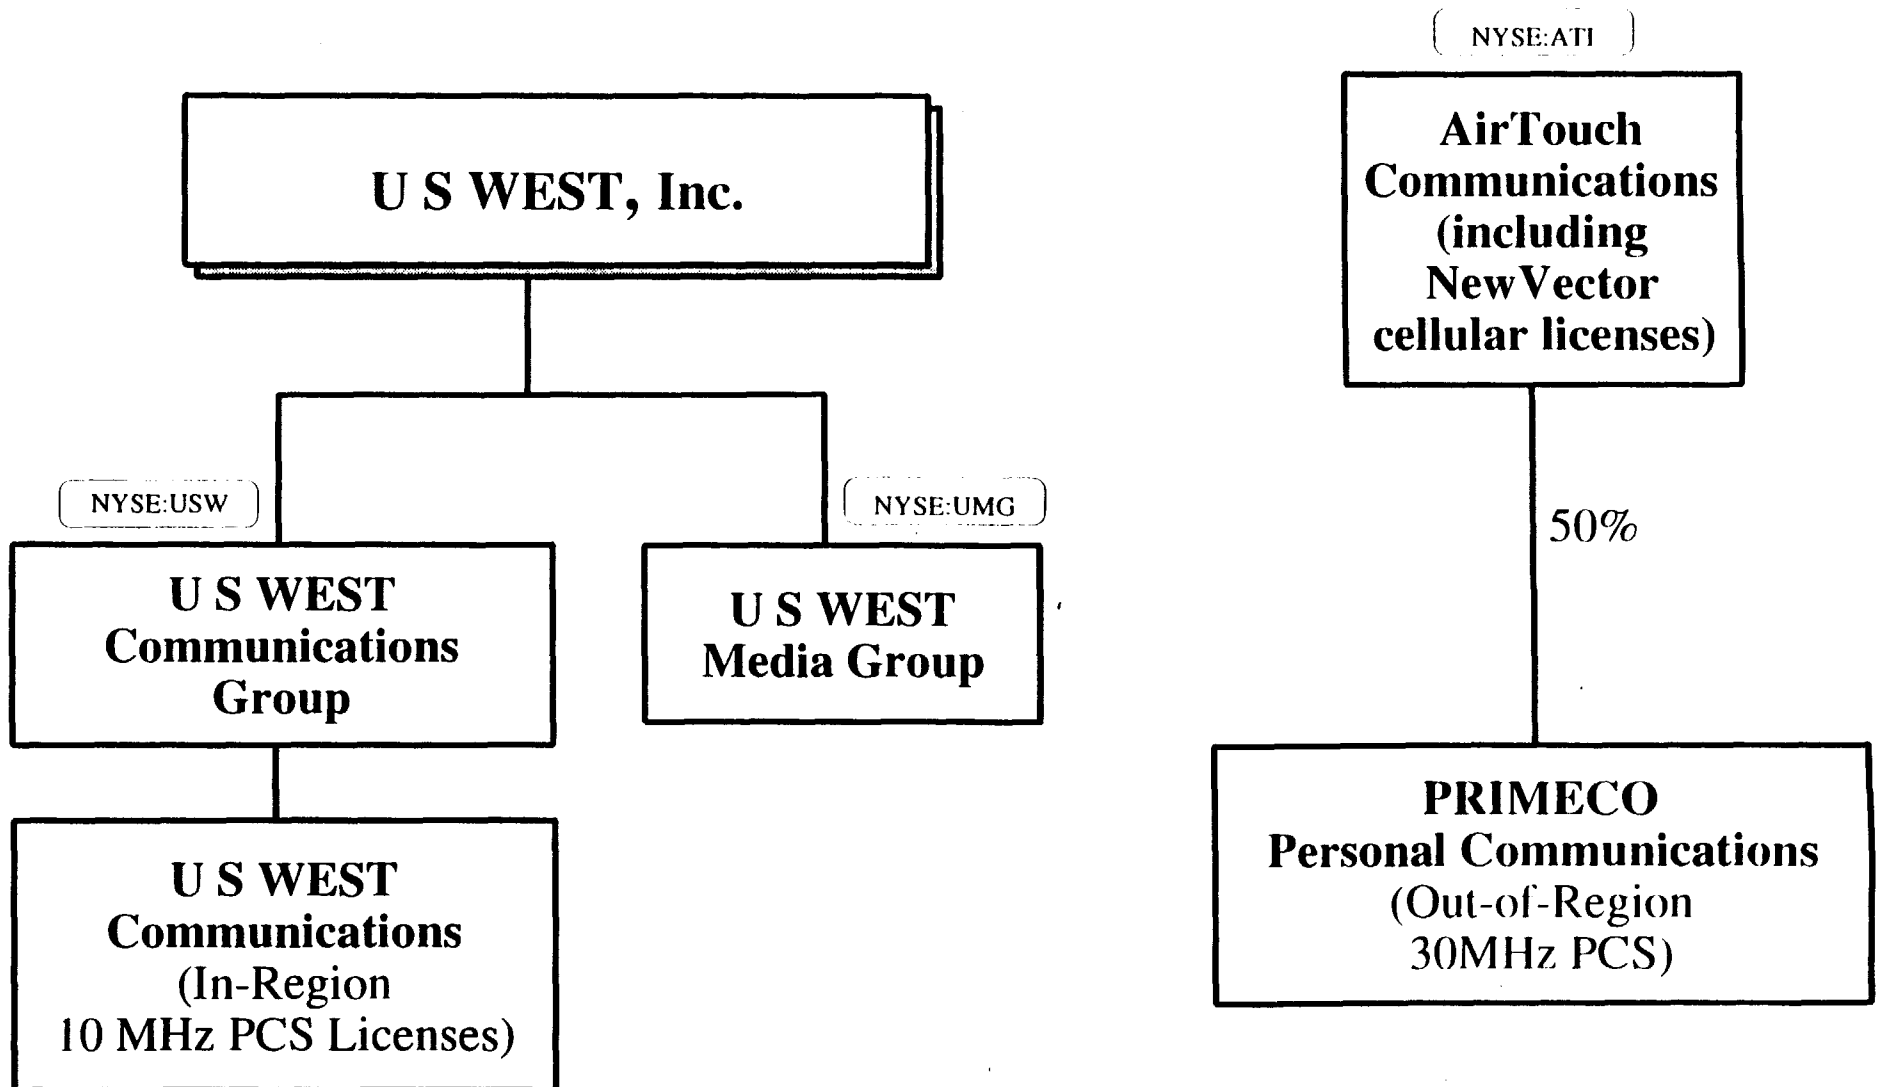 NYSE:ATI
U S WEST, Inc.
AirTouch
Communications
(including
NewVector
cellular licenses)
NYSE:USW
NYSE:UMG
50%
U S WEST
Communications
Group
U S WEST
Media Group
PRIMECO
Personal Communications
(Out-of-Region
30MHz PCS)
U S WEST
Communications
(In-Region
10 MHz PCS Licenses)